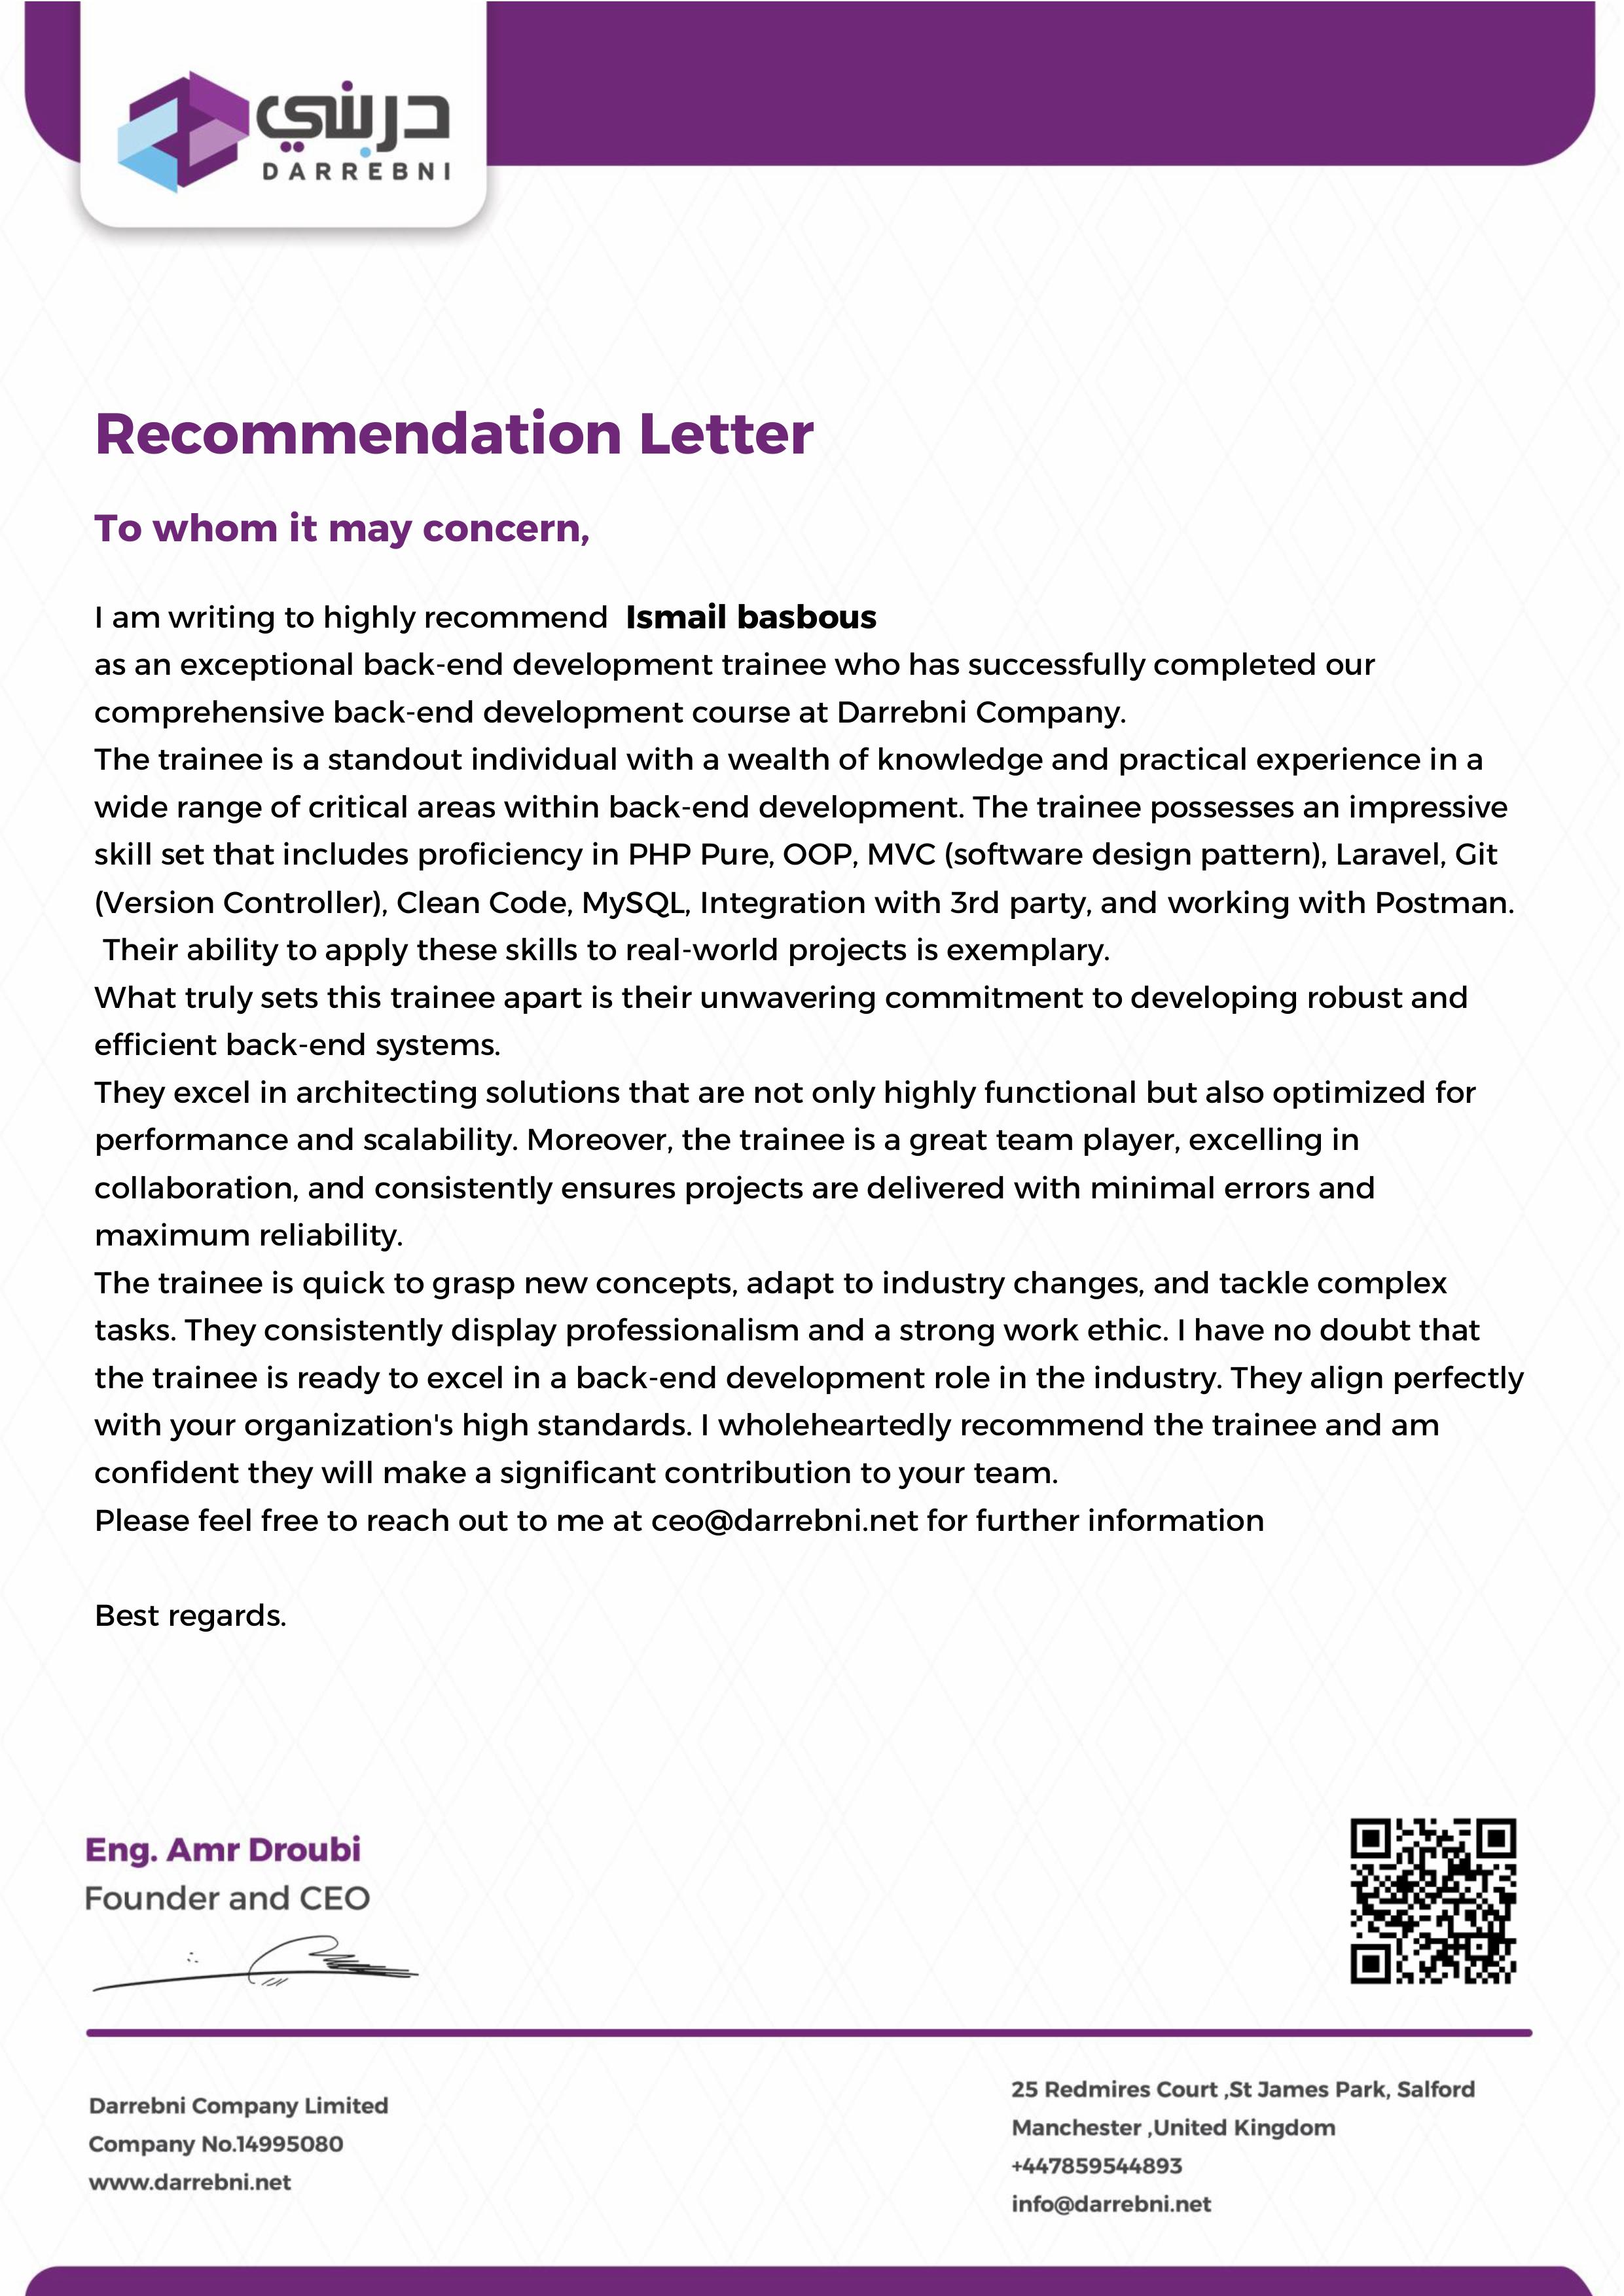 دربني
DARREBNI
Recommendation Letter
To whom it may concern,
I am writing to highly recommend Ismail basbous
as an exceptional back-end development trainee who has successfully completed our
comprehensive back-end development course at Darrebni Company.
The trainee is a standout individual with a wealth of knowledge and practical experience in a
wide range of critical areas within back-end development. The trainee possesses an impressive
skill set that includes proficiency in PHP Pure, OOP, MVC (software design pattern), Laravel, Git
(Version Controller), Clean Code, MySQL, Integration with 3rd party, and working with Postman.
Their ability to apply these skills to real-world projects is exemplary.
What truly sets this trainee apart is their unwavering commitment to developing robust and
efficient back-end systems.
They excel in architecting solutions that are not only highly functional but also optimized for
performance and scalability. Moreover, the trainee is a great team player, excelling in
collaboration, and consistently ensures projects are delivered with minimal errors and
maximum reliability.
The trainee is quick to grasp new concepts, adapt to industry changes, and tackle complex
tasks. They consistently display professionalism and a strong work ethic. I have no doubt that
the trainee is ready to excel in a back-end development role in the industry. They align perfectly
with your organization's high standards. I wholeheartedly recommend the trainee and am
confident they will make a significant contribution to your team.
Please feel free to reach out to me at ceo@darrebni.net for further information
Best regards.
Eng. Amr Droubi
Founder and CEO
Darrebni Company Limited
Company No.14995080
www.darrebni.net
25 Redmires Court ,St James Park, Salford
Manchester ,United Kingdom
+447859544893
info@darrebni.net